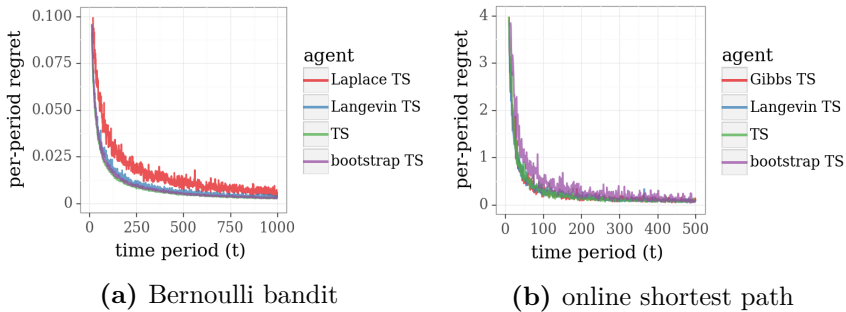 0.100
0.075
0.050
0.025
0
per-period regret
0
250
500
750
1000
time period (t)
agent
Laplace TS
Langevin TS
TS
bootstrap TS
(a) Bernoulli bandit
4
3
2
1
0
per-period regret
0
100
200
300
400
500
time period (t)
agent
Gibbs TS
Langevin TS
TS
bootstrap TS
(b) online shortest path